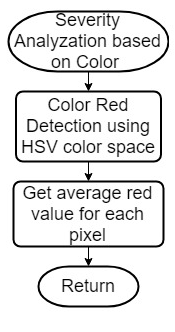 Severity
Analyzation based
on Color
Color Red
Detection using
HSV color space
Get average red
value for each
pixel
Return